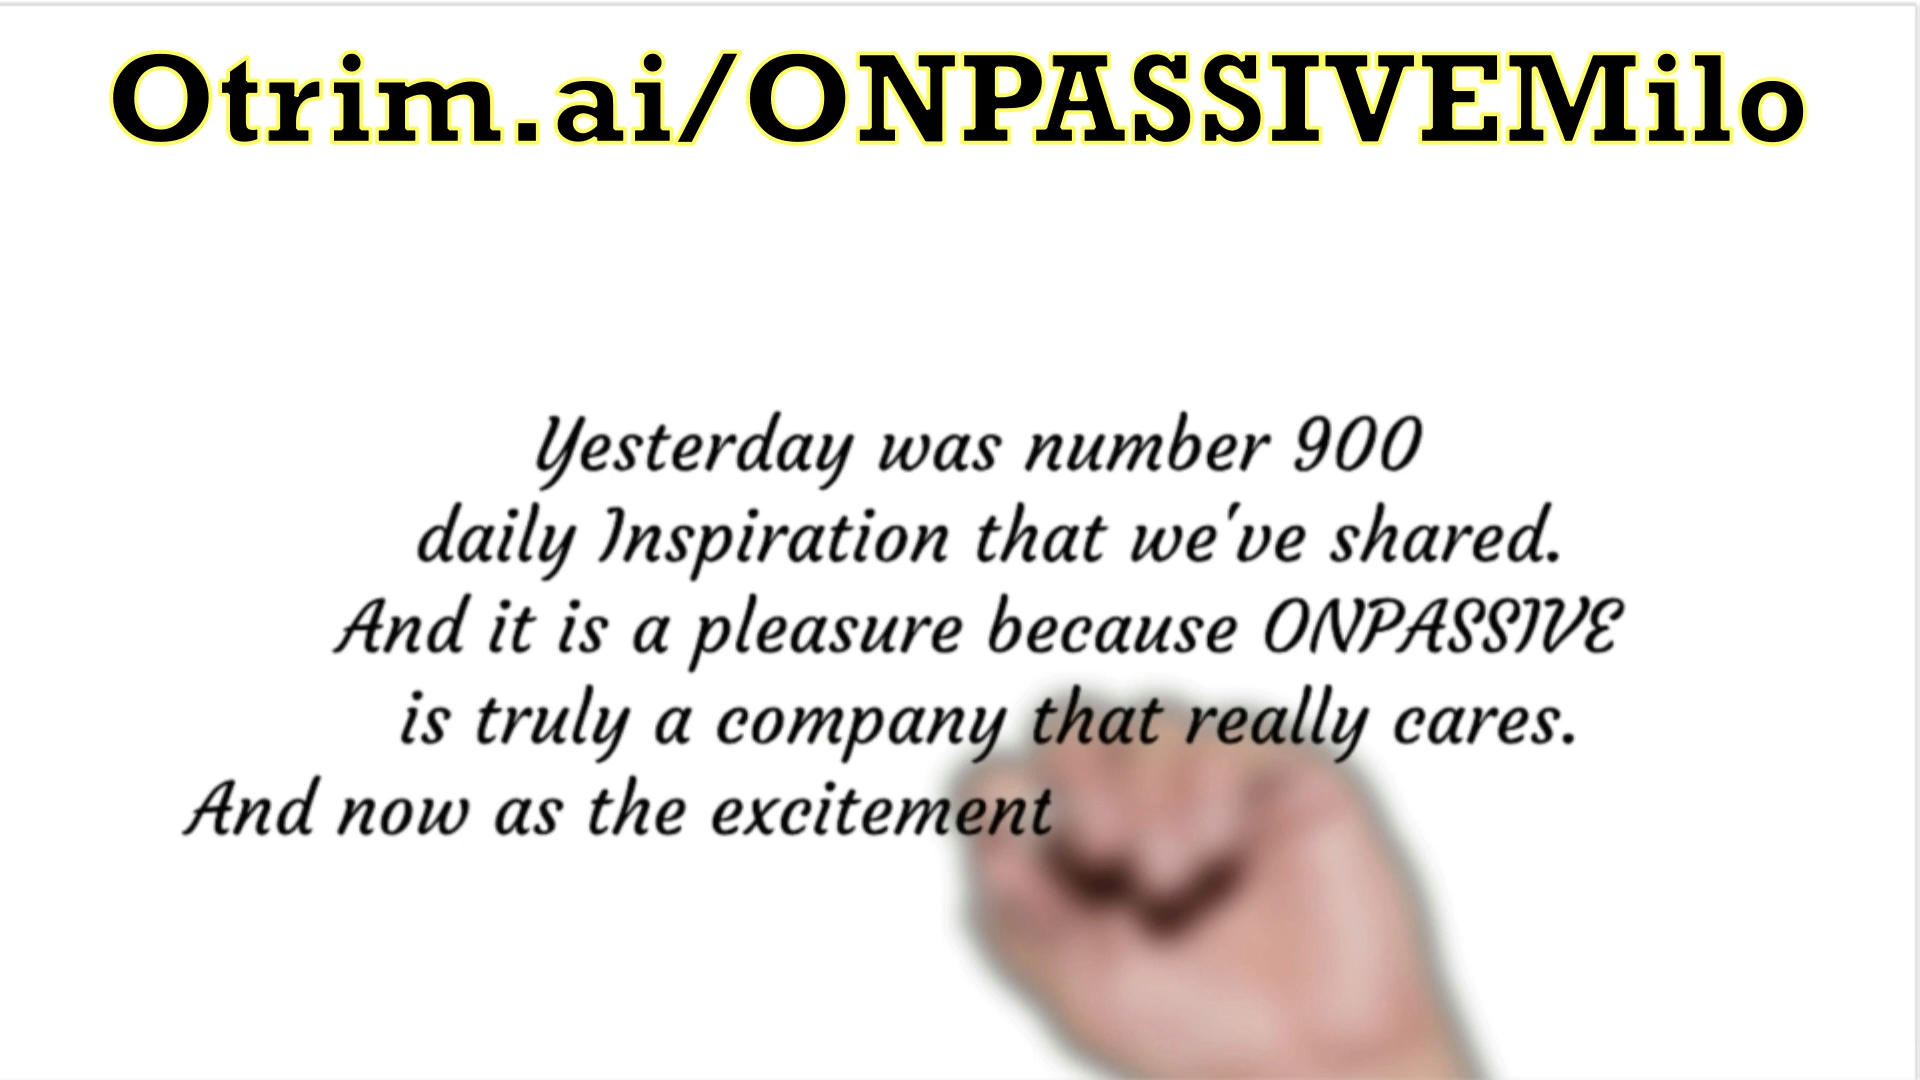 Otrim.ai/ONPASSIVEMilo
Yesterday was number 900
daily Inspiration that we've shared.
And it is a pleasure because ONPASSIVE
is truly a company that really cares.
And now as the excitement